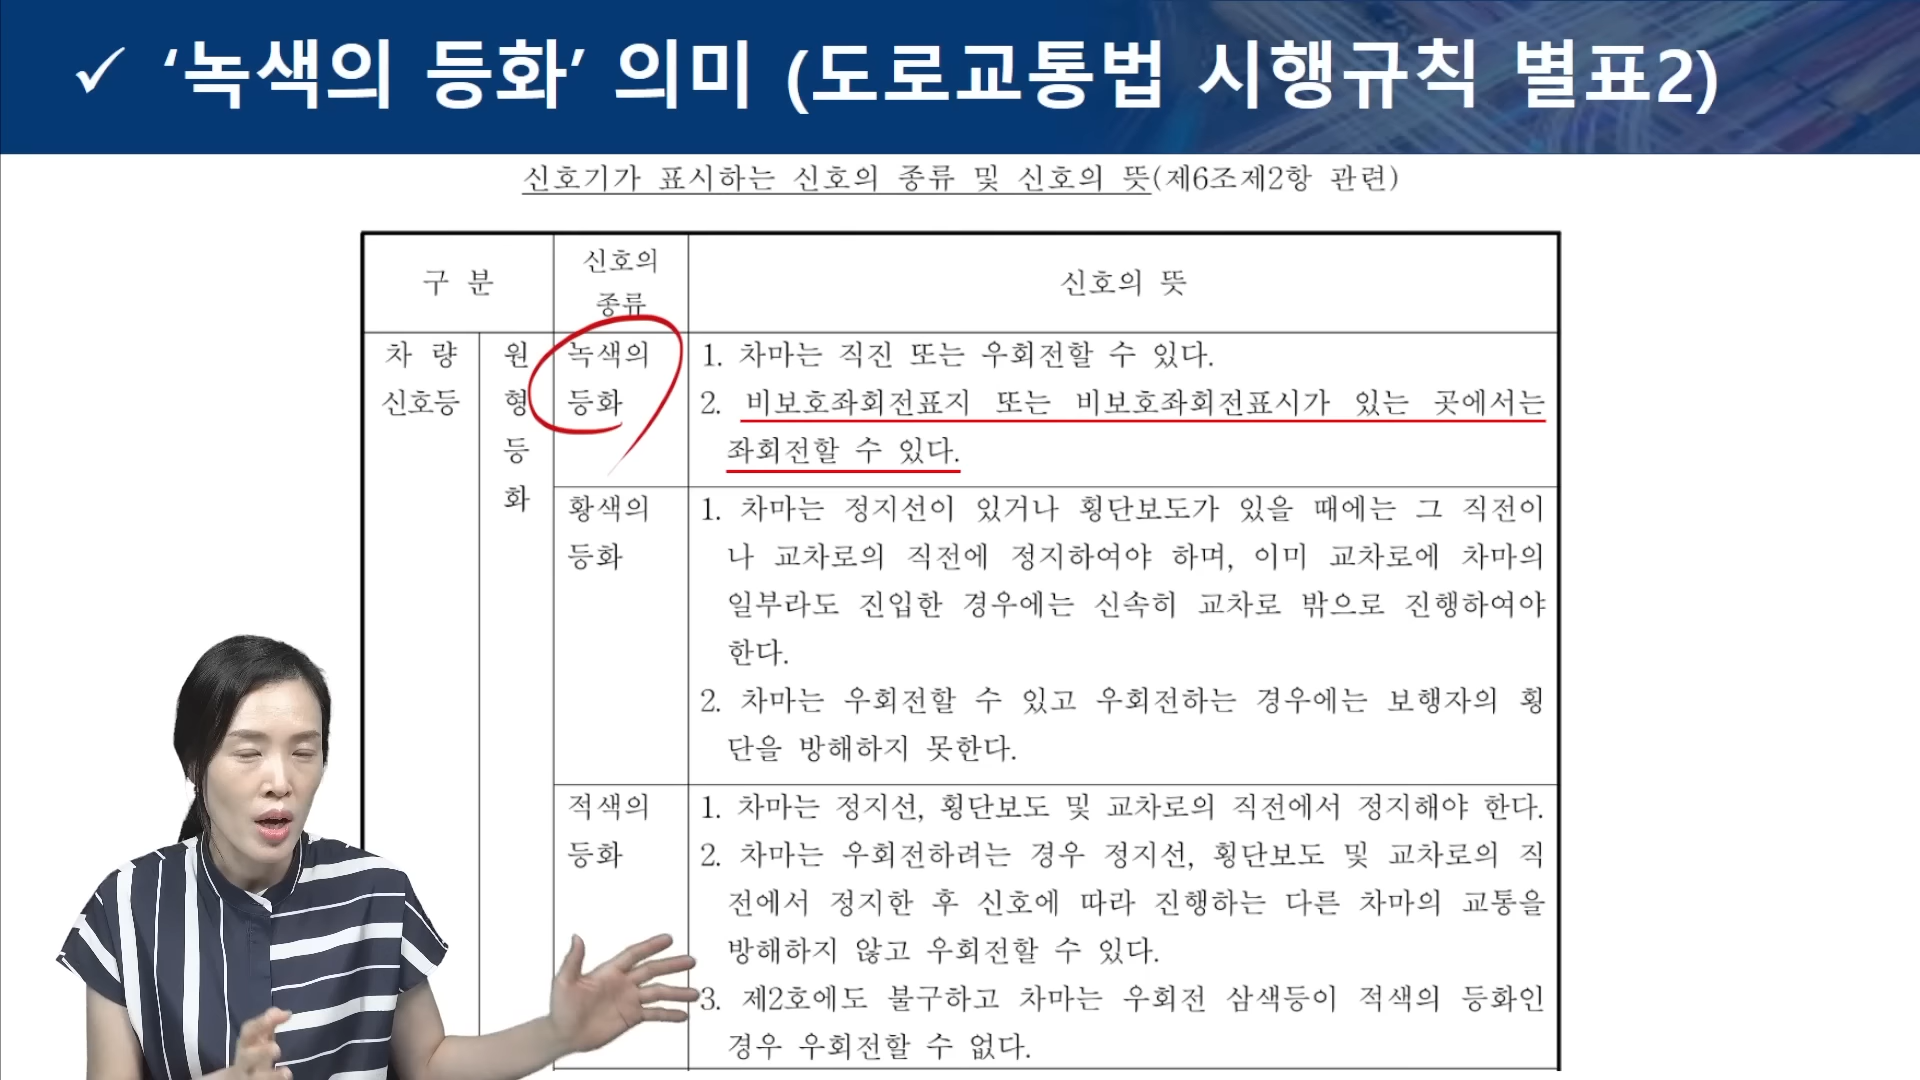 ✓ ‘녹색의 등화’ 의미 (도로교통법 시행규칙 별표2)
신호기가 표시하는 신호의 종류 및 신호의 뜻(제6조제2항 관련)
구 분
신호의
종류
신호의 뜻
차 량
신호등
원
형
등
화
녹색의
등화
1. 차마는 직진 또는 우회전할 수 있다.
2. 비보호좌회전표지 또는 비보호좌회전표시가 있는 곳에서는
좌회전할 수 있다.
황색의
등화
1. 차마는 정지선이 있거나 횡단보도가 있을 때에는 그 직전이
나 교차로의 직전에 정지하여야 하며, 이미 교차로에 차마의
일부라도 진입한 경우에는 신속히 교차로 밖으로 진행하여야
한다.
2. 차마는 우회전할 수 있고 우회전하는 경우에는 보행자의 횡
단을 방해하지 못한다.
적색의
등화
1. 차마는 정지선, 횡단보도 및 교차로의 직전에서 정지해야 한다.
2. 차마는 우회전하려는 경우 정지선, 횡단보도 및 교차로의 직
전에서 정지한 후 신호에 따라 진행하는 다른 차마의 교통을
방해하지 않고 우회전할 수 있다.
3. 제2호에도 불구하고 차마는 우회전 삼색등이 적색의 등화인
경우 우회전할 수 없다.